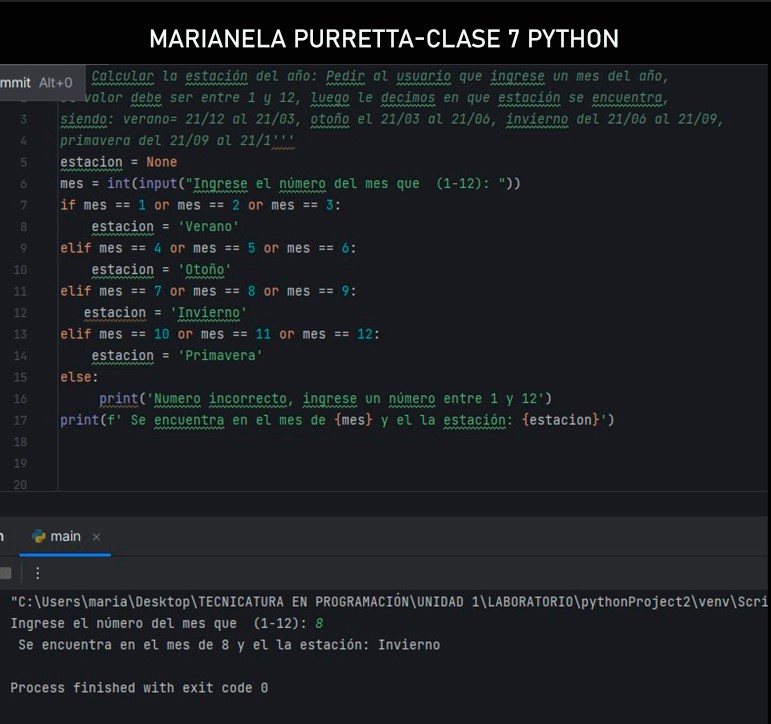 MARIANELA PURRETTA-CLASE 7 PYTHON
mmit Alt+0 Calcular la estación del año: Pedir al usuario que ingrese un mes del año,
valor debe ser entre 1 y 12, luego le decimos en que estación se encuentra,
3 siendo: verano= 21/12 al 21/03, otoño el 21/03 al 21/06, invierno del 21/06 al 21/09,
4 primavera del 21/09 al 21/1'''
5 estacion = None
6 mes = int(input("Ingrese el número del mes que  (1-12): "))
7 if mes == 1 or mes == 2 or mes == 3:
8     estacion = 'Verano'
9 elif mes == 4 or mes == 5 or mes == 6:
10     estacion = 'Otoño'
11 elif mes == 7 or mes == 8 or mes == 9:
12    estacion = 'Invierno'
13 elif mes == 10 or mes == 11 or mes == 12:
14     estacion = 'Primavera'
15 else:
16      print('Numero incorrecto, ingrese un número entre 1 y 12')
17 print(f' Se encuentra en el mes de {mes} y el la estación: {estacion}')
18
19
20
main ×
"C:\Users\maria\Desktop\TECNICATURA EN PROGRAMACIÓN\UNIDAD 1\LABORATORIO\pythonProject2\venv\Scri
Ingrese el número del mes que  (1-12): 8
 Se encuentra en el mes de 8 y el la estación: Invierno
Process finished with exit code 0